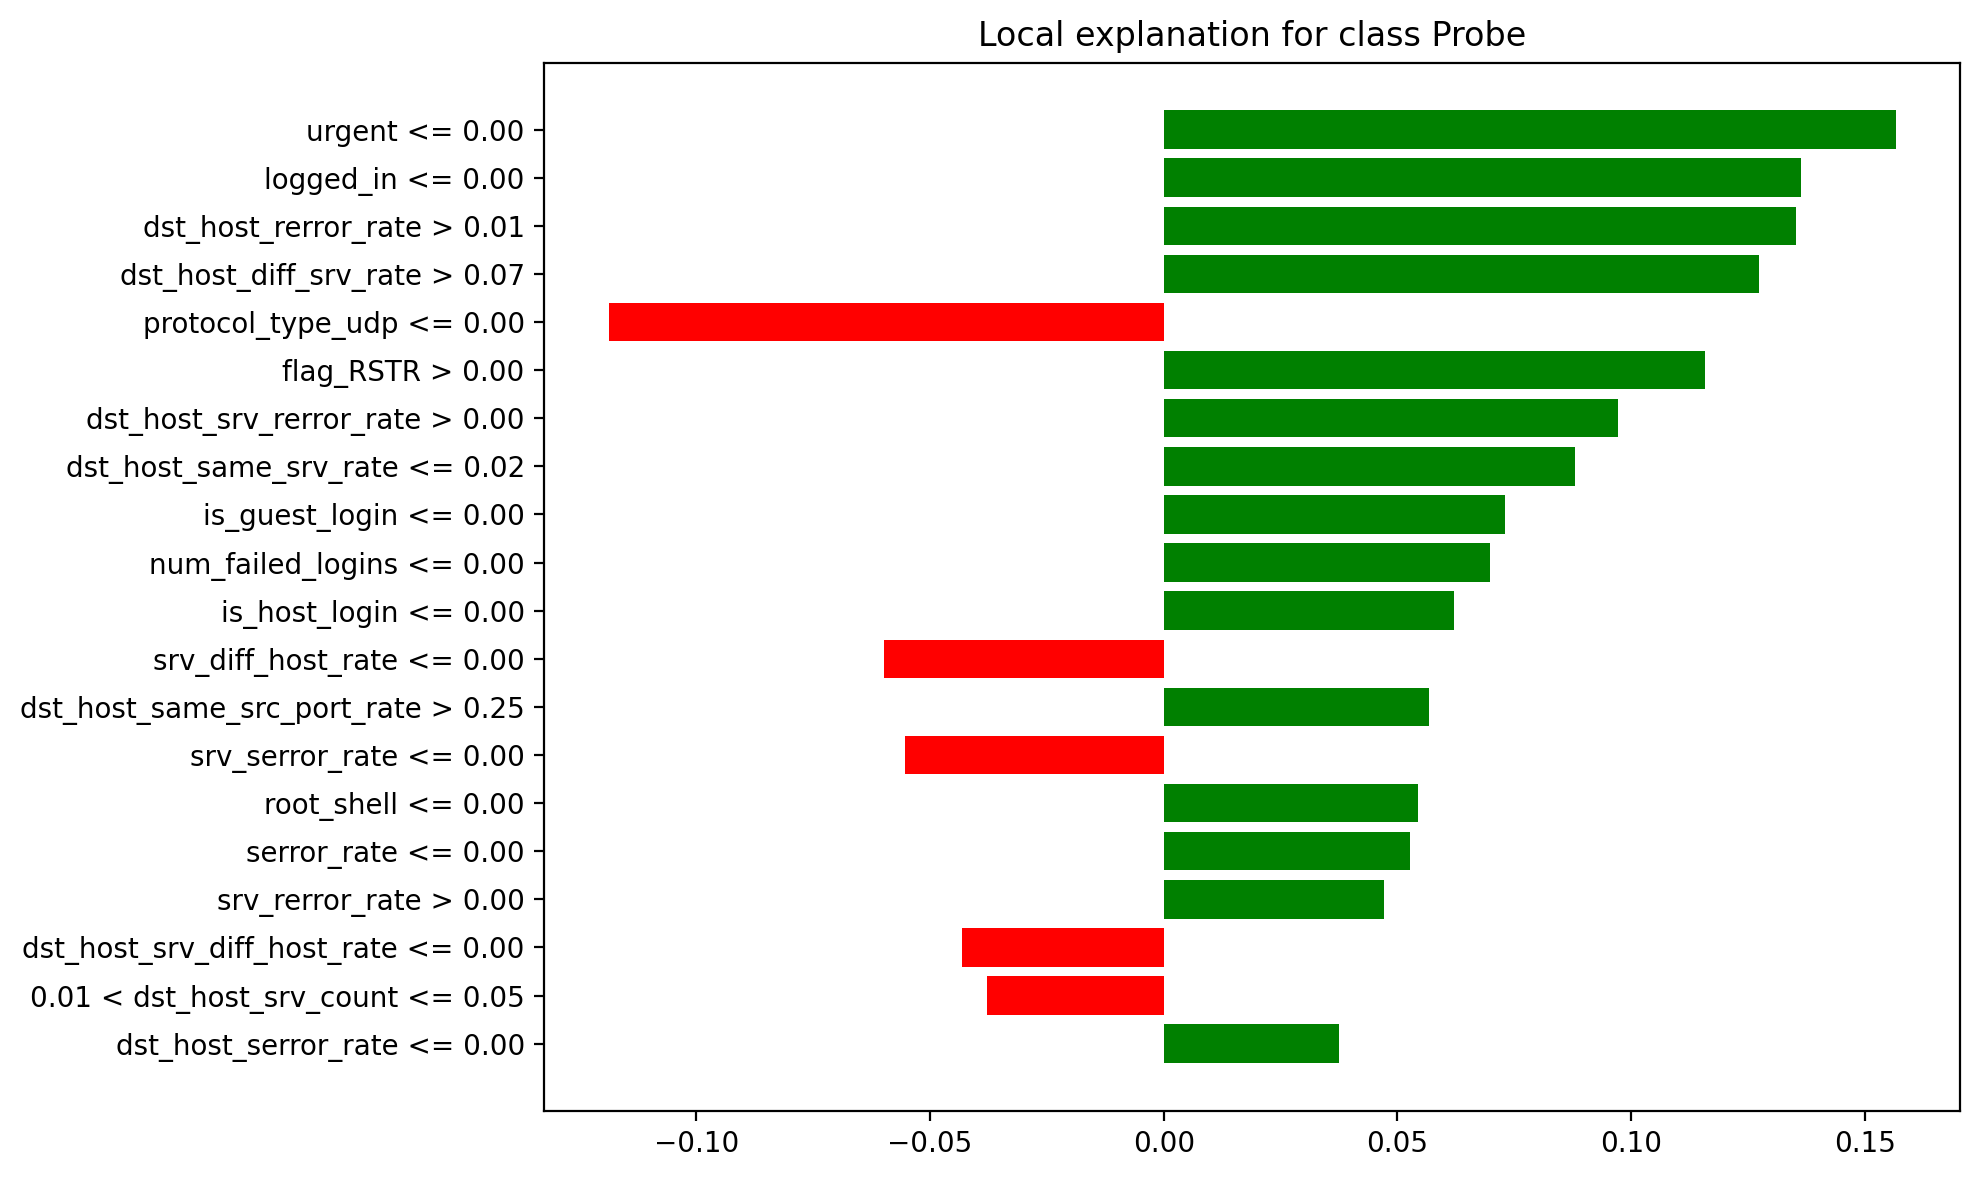 Local explanation for class Probe
urgent <= 0.00
logged_in <= 0.00
dst_host_rerror_rate > 0.01
dst_host_diff_srv_rate > 0.07
protocol_type_udp <= 0.00
flag_RSTR > 0.00
dst_host_srv_rerror_rate > 0.00
dst_host_same_srv_rate <= 0.02
is_guest_login <= 0.00
num_failed_logins <= 0.00
is_host_login <= 0.00
srv_diff_host_rate <= 0.00
dst_host_same_src_port_rate > 0.25
srv_serror_rate <= 0.00
root_shell <= 0.00
serror_rate <= 0.00
srv_rerror_rate > 0.00
dst_host_srv_diff_host_rate <= 0.00
0.01 < dst_host_srv_count <= 0.05
dst_host_serror_rate <= 0.00
−0.10 −0.05 0.00 0.05 0.10 0.15